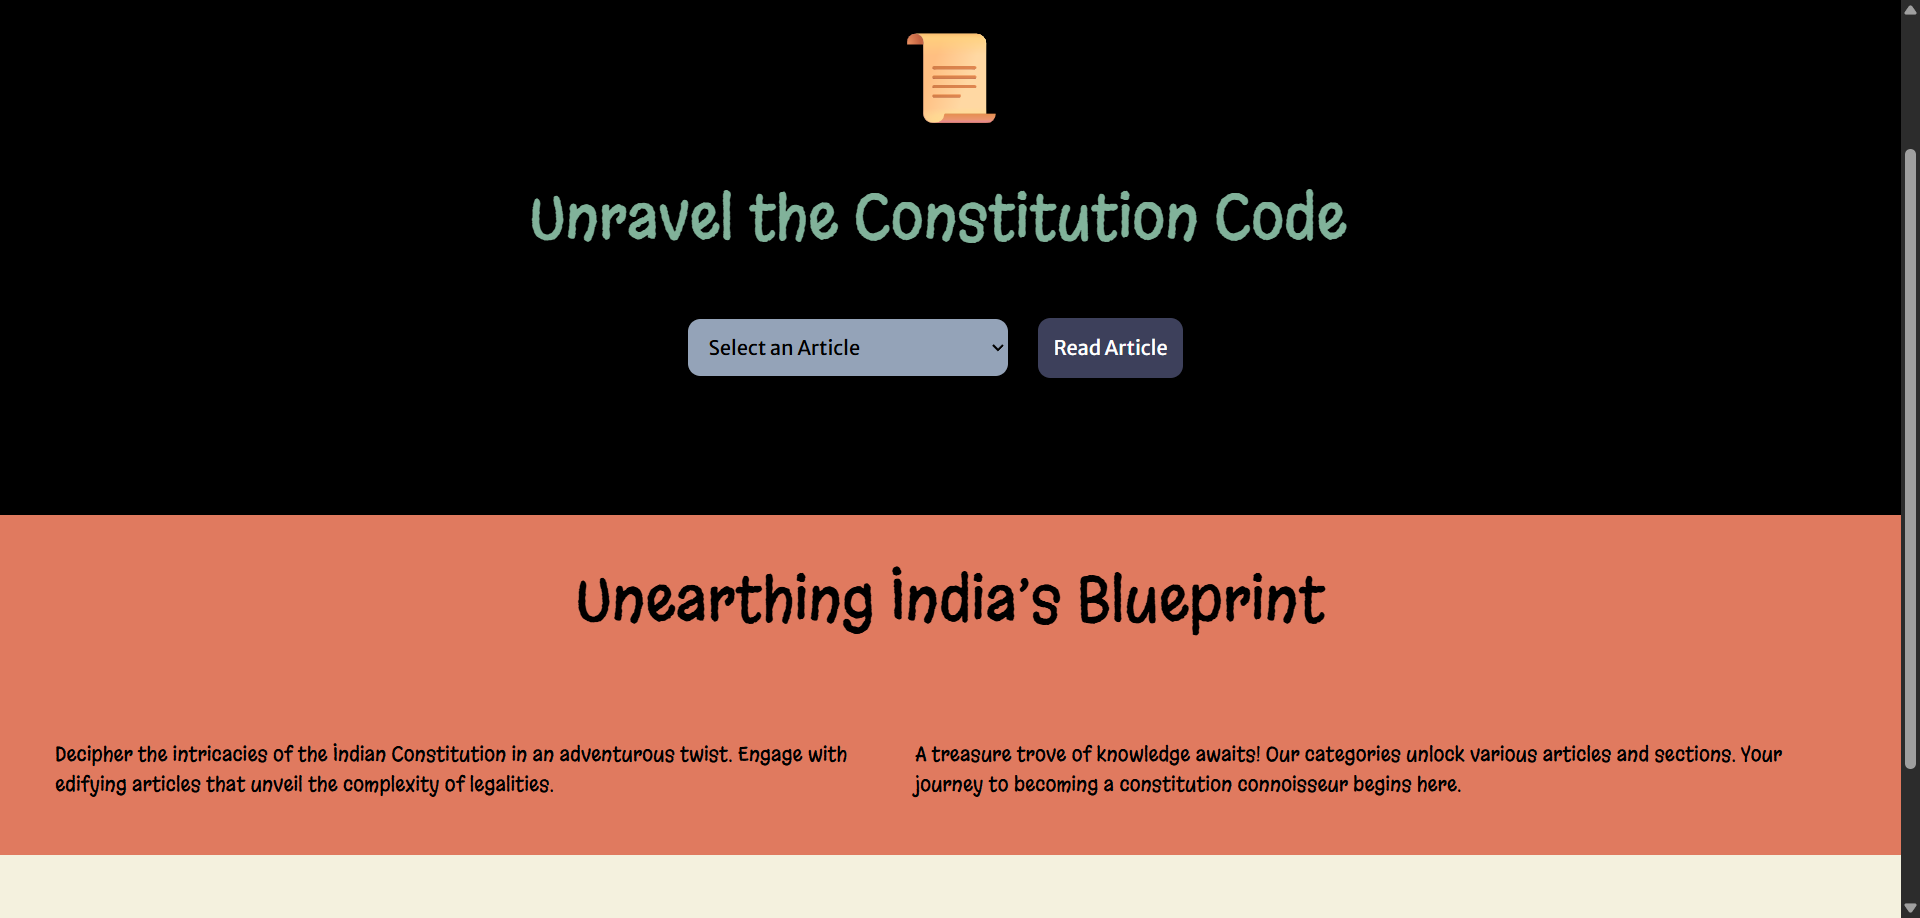 Unravel the Constitution Code
Select an Article
Read Article
Unearthing India’s Blueprint
Decipher the intricacies of the Indian Constitution in an adventurous twist. Engage with
edifying articles that unveil the complexity of legalities.
A treasure trove of knowledge awaits! Our categories unlock various articles and sections. Your
journey to becoming a constitution connoisseur begins here.